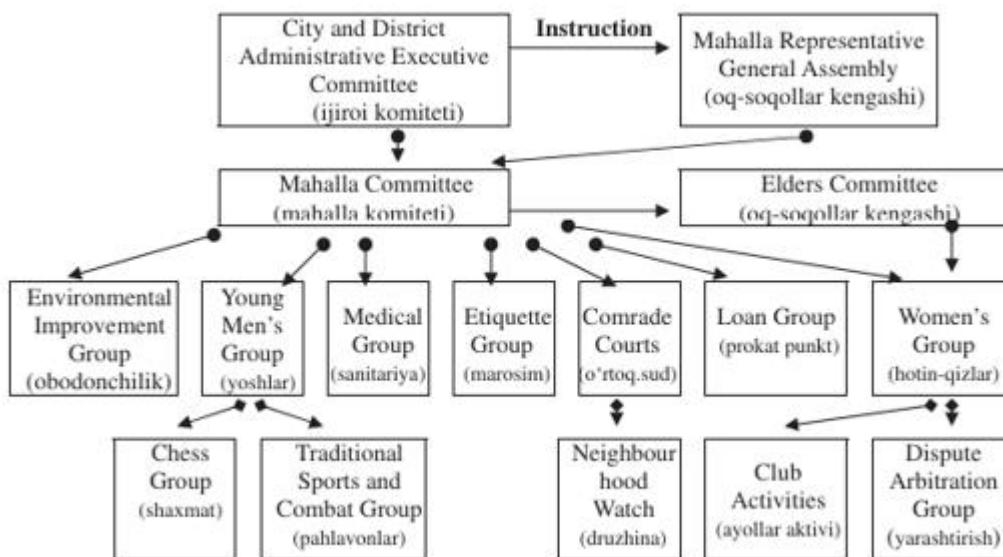 City and District
Administrative Executive
Committee
(ijiroi komiteti)
Instruction
Mahalla Representative
General Assembly
(oq-soqollar kengashi)
Mahalla Committee
(mahalla komiteti)
Elders Committee
(oq-soqollar kengashi)
Environmental
Improvement
Group
(obodonchilik)
Young
Men's
Group
(yoshlar)
Medical
Group
(sanitariya)
Etiquette
Group
(marosim)
Comrade
Courts
(o'rtoq.sud)
Loan Group
(prokat punkt)
Women's
Group
(hotin-qizlar)
Chess
Group
(shaxmat)
Traditional
Sports and
Combat Group
(pahlavonlar)
Neighbour
hood
Watch
(druzhina)
Club
Activities
(ayollar aktivi)
Dispute
Arbitration
Group
(yarashtirish)